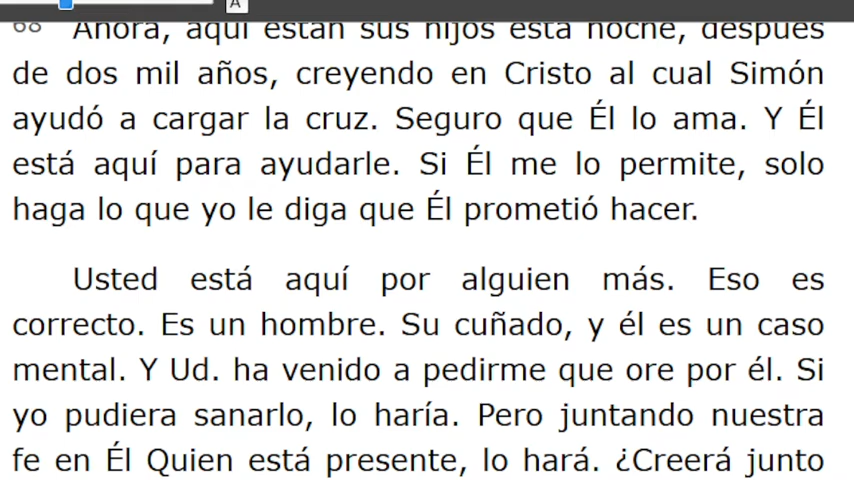 A
68 Ahora, aquí están sus hijos esta noche, después
de dos mil años, creyendo en Cristo al cual Simón
ayudó a cargar la cruz. Seguro que Él lo ama. Y Él
está aquí para ayudarle. Si Él me lo permite, solo
haga lo que yo le diga que Él prometió hacer.
Usted está aquí por alguien más. Eso es
correcto. Es un hombre. Su cuñado, y él es un caso
mental. Y Ud. ha venido a pedirme que ore por él. Si
yo pudiera sanarlo, lo haría. Pero juntando nuestra
fe en Él Quien está presente, lo hará. ¿Creerá junto